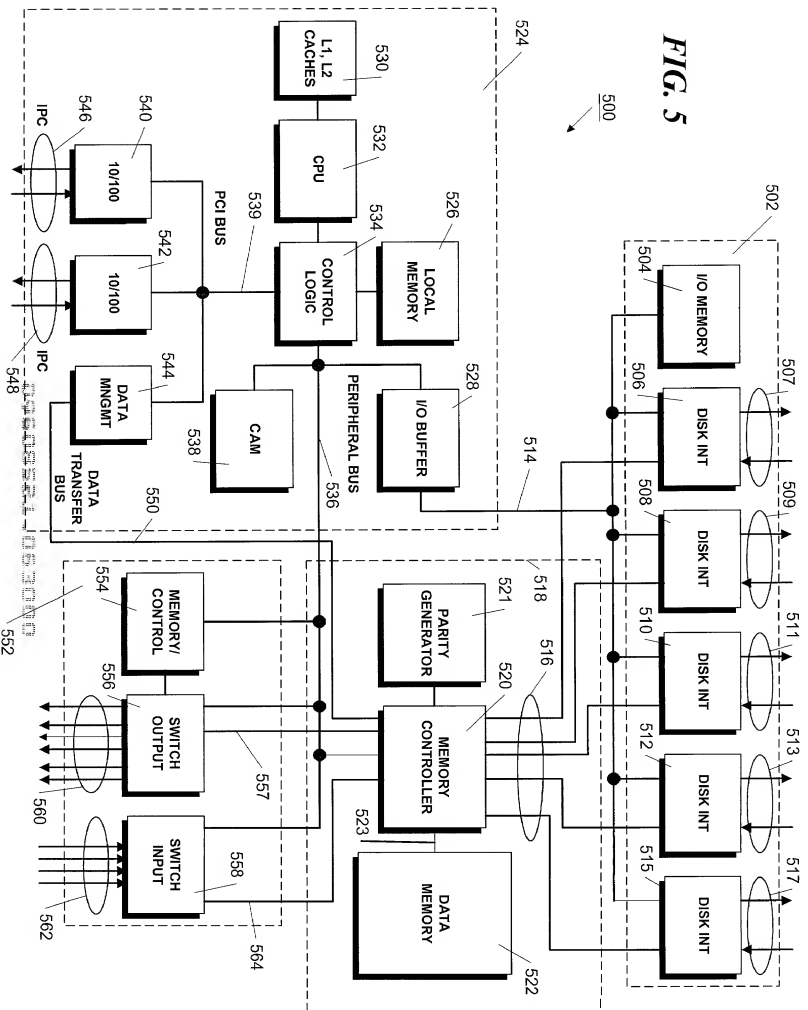 FIG. 5
500
502
504
I/O MEMORY
506
507
DISK INT
508
509
DISK INT
510
511
DISK INT
512
513
DISK INT
515
517
DISK INT
514
516
518
521
PARITY
GENERATOR
520
MEMORY
CONTROLLER
523
DATA
MEMORY
522
524
530
L1, L2
CACHES
532
CPU
534
CONTROL
LOGIC
526
LOCAL
MEMORY
528
I/O BUFFER
PERIPHERAL BUS
536
538
CAM
539
PCI BUS
540
10/100
546
IPC
542
10/100
548
IPC
544
DATA
MNGMT
DATA
TRANSFER
BUS
550
552
554
MEMORY/
CONTROL
556
SWITCH
OUTPUT
557
560
558
SWITCH
INPUT
562
564